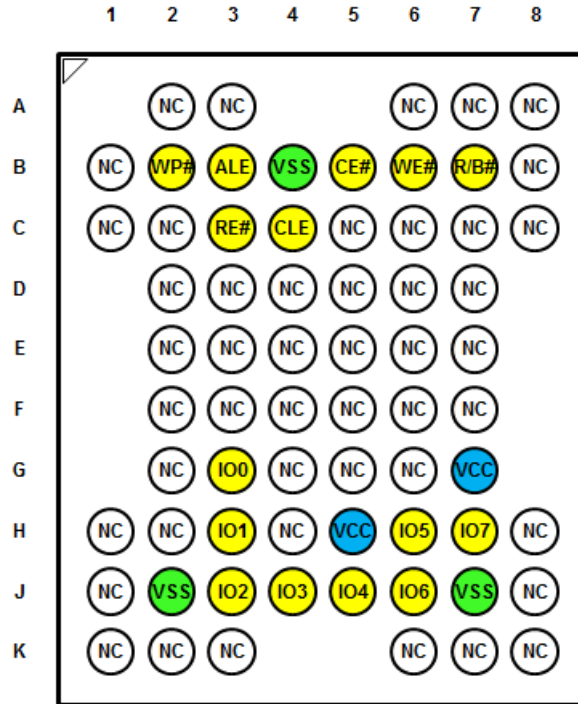 1 2 3 4 5 6 7 8
A NC NC NC NC NC
B NC WP# ALE VSS CE# WE# R/B# NC
C NC NC RE# CLE NC NC NC NC
D NC NC NC NC NC NC
E NC NC NC NC NC NC
F NC NC NC NC NC NC
G NC IO0 NC NC NC VCC
H NC NC IO1 NC VCC IO5 IO7 NC
J NC VSS IO2 IO3 IO4 IO6 VSS NC
K NC NC NC NC NC NC